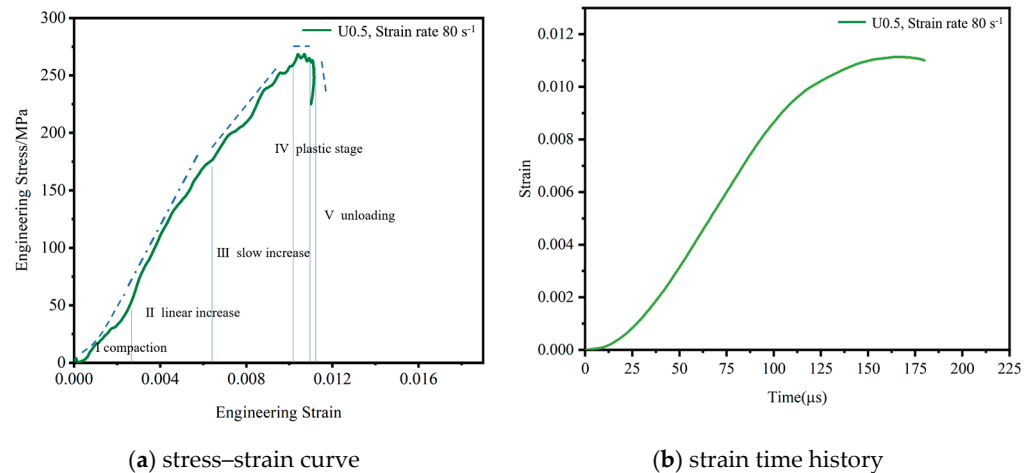 U0.5, Strain rate 80 s⁻¹
300
250
200
150
100
50
0
Engineering Stress/MPa
IV plastic stage
V unloading
III slow increase
II linear increase
I compaction
0.000
0.004
0.008
0.012
0.016
Engineering Strain
(a) stress–strain curve
U0.5, Strain rate 80 s⁻¹
0.012
0.010
0.008
0.006
0.004
0.002
0.000
Strain
0
25
50
75
100
125
150
175
200
225
Time(μs)
(b) strain time history